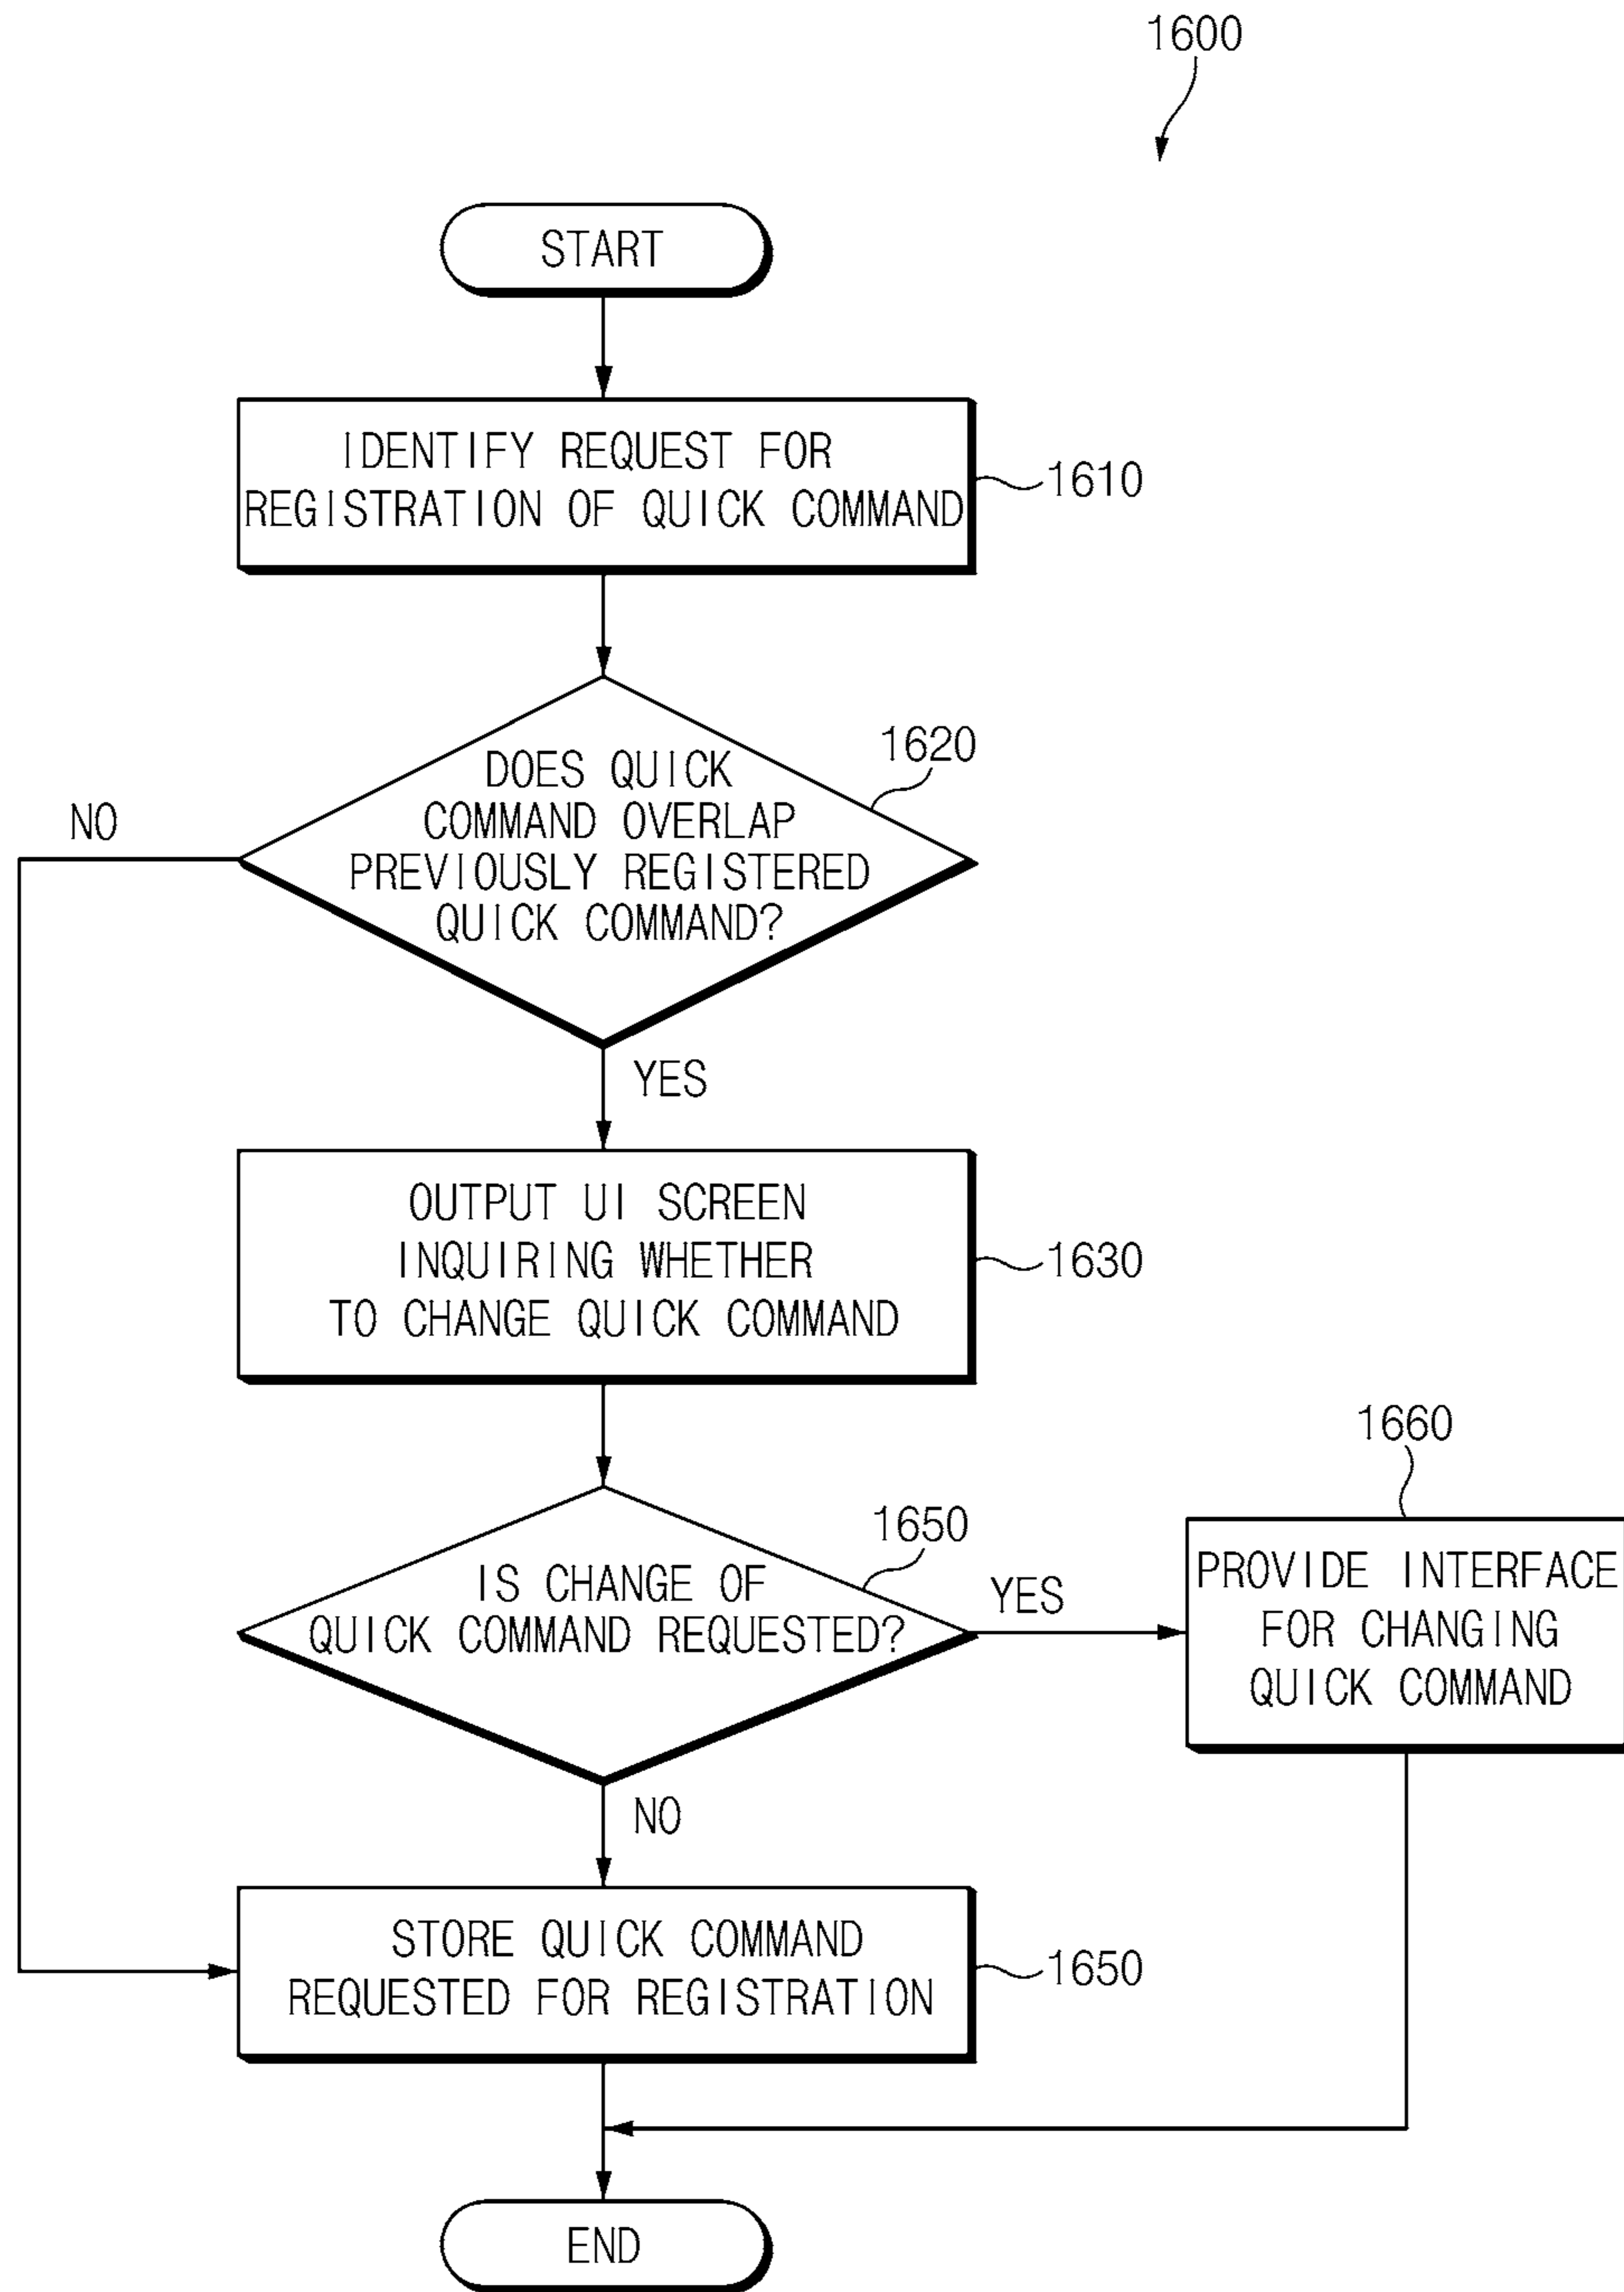 1600
START
IDENTIFY REQUEST FOR
REGISTRATION OF QUICK COMMAND
1610
DOES QUICK
COMMAND OVERLAP
PREVIOUSLY REGISTERED
QUICK COMMAND?
1620
NO
YES
OUTPUT UI SCREEN
INQUIRING WHETHER
TO CHANGE QUICK COMMAND
1630
IS CHANGE OF
QUICK COMMAND REQUESTED?
1650
YES
1660
PROVIDE INTERFACE
FOR CHANGING
QUICK COMMAND
NO
STORE QUICK COMMAND
REQUESTED FOR REGISTRATION
1650
END